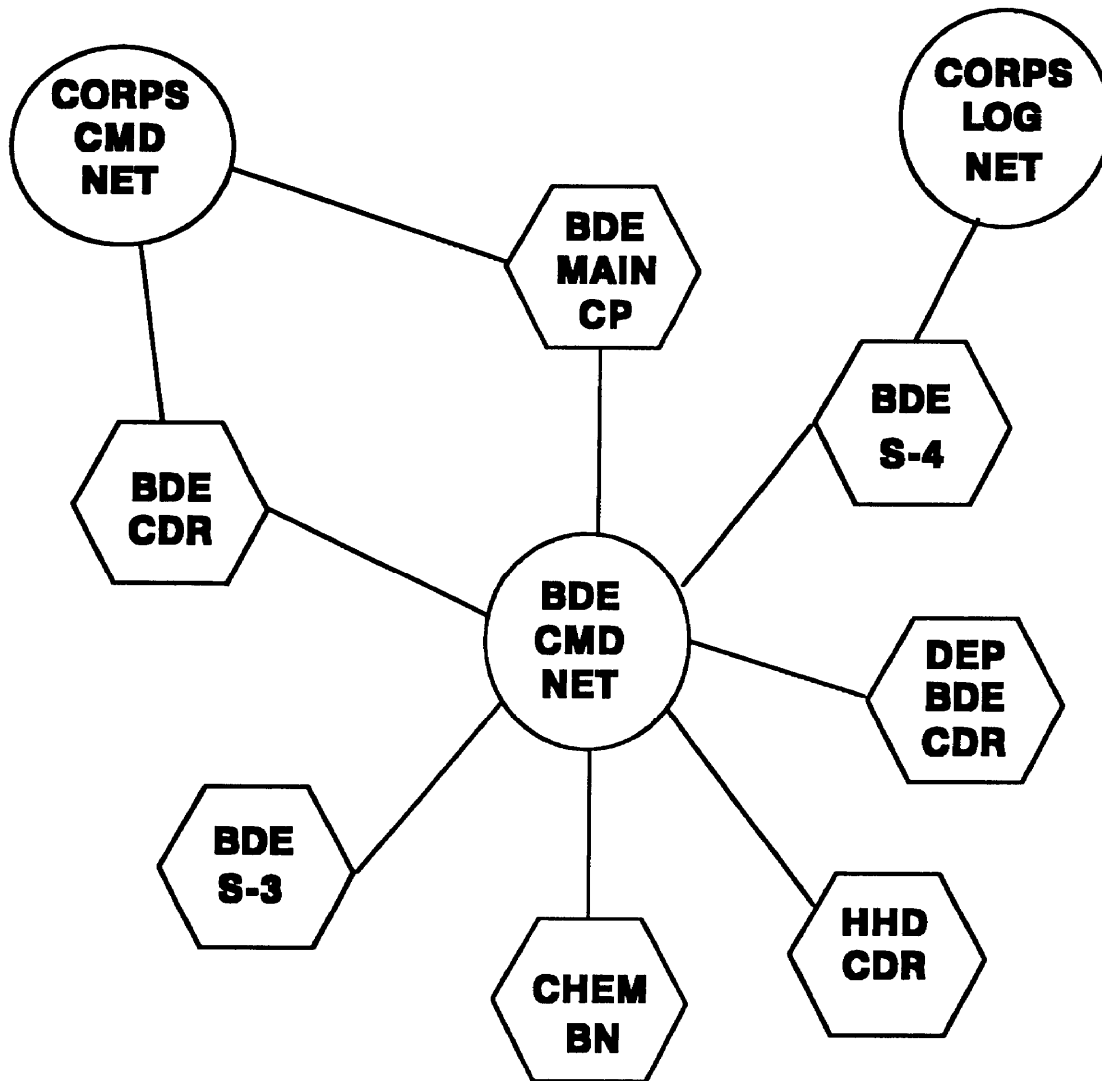 CORPS
CMD
NET
CORPS
LOG
NET
BDE
MAIN
CP
BDE
S-4
BDE
CDR
BDE
CMD
NET
DEP
BDE
CDR
BDE
S-3
HHD
CDR
CHEM
BN